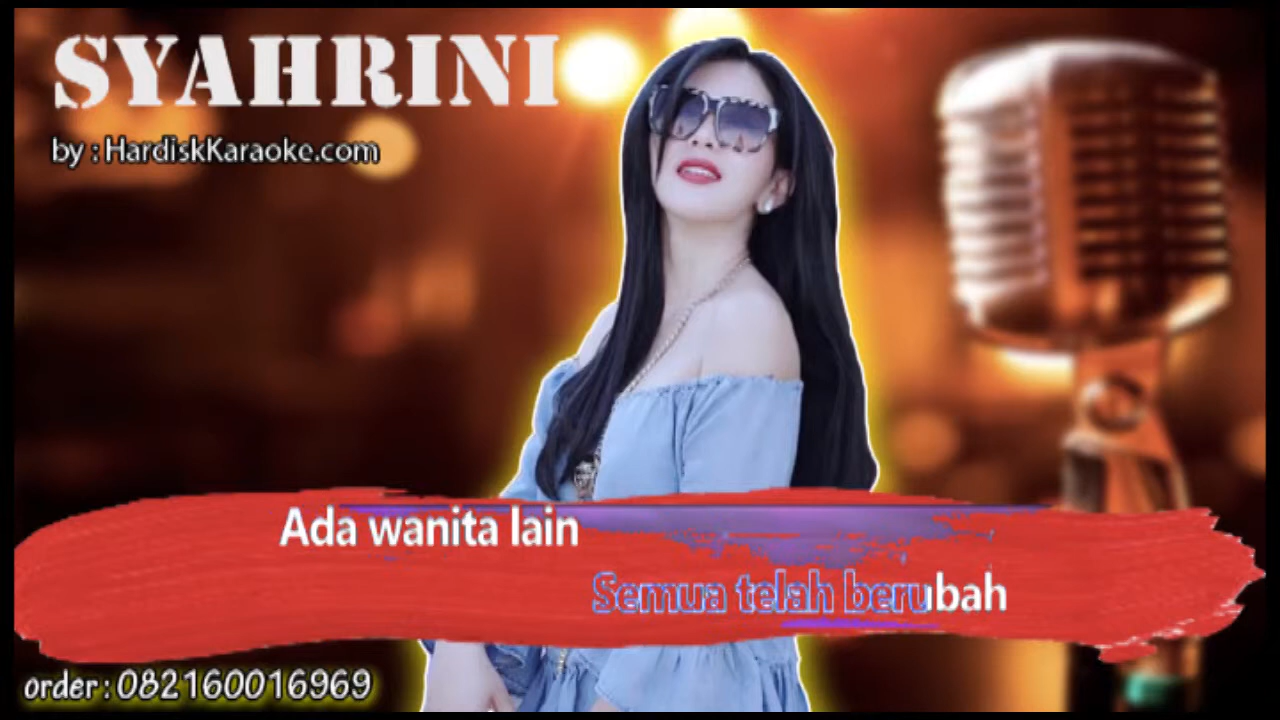 SYAHRINI
by : HardiskKaraoke.com
Ada wanita lain
Semua telah berubah
order : 082160016969